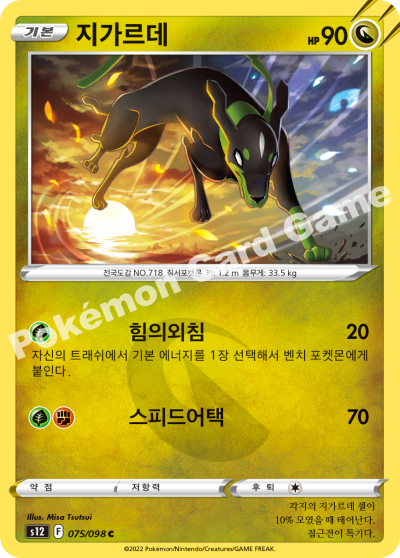 기본 지가르데 HP 90
전국도감 NO.718 질서포켓몬 키: 1.2 m 몸무게: 33.5 kg
Pokémon Card Game
힘의외침 20
자신의 트래쉬에서 기본 에너지를 1장 선택해서 벤치 포켓몬에게
붙인다.
스피드어택 70
약점 저항력 후퇴
Illus. Misa Tsutsui
s12 F 075/098 C
각지의 지가르데 셀이
10% 모였을 때 태어난다.
접근전이 특기다.
©2022 Pokémon/Nintendo/Creatures/GAME FREAK.